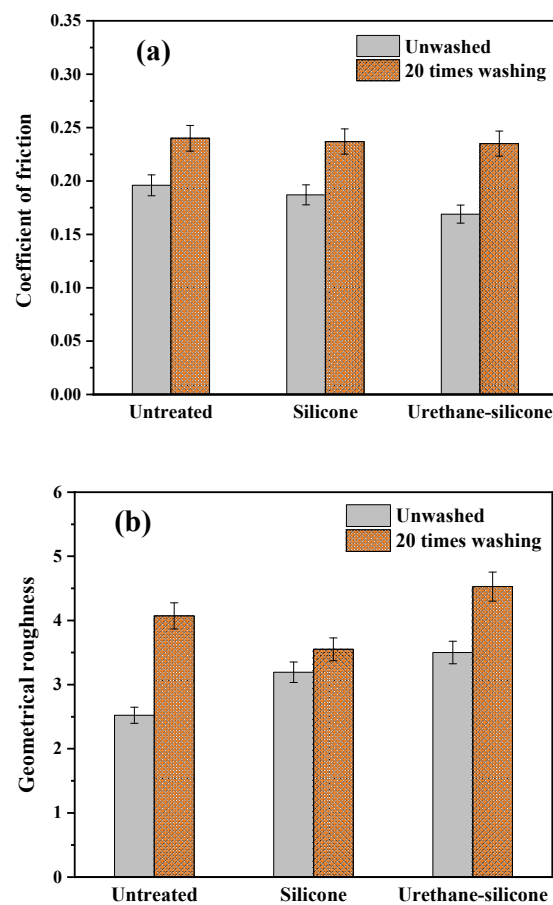 (a)
Unwashed
20 times washing
Coefficient of friction
0.35
0.30
0.25
0.20
0.15
0.10
0.05
0.00
Untreated Silicone Urethane-silicone
(b)
Unwashed
20 times washing
Geometrical roughness
6
5
4
3
2
1
0
Untreated Silicone Urethane-silicone